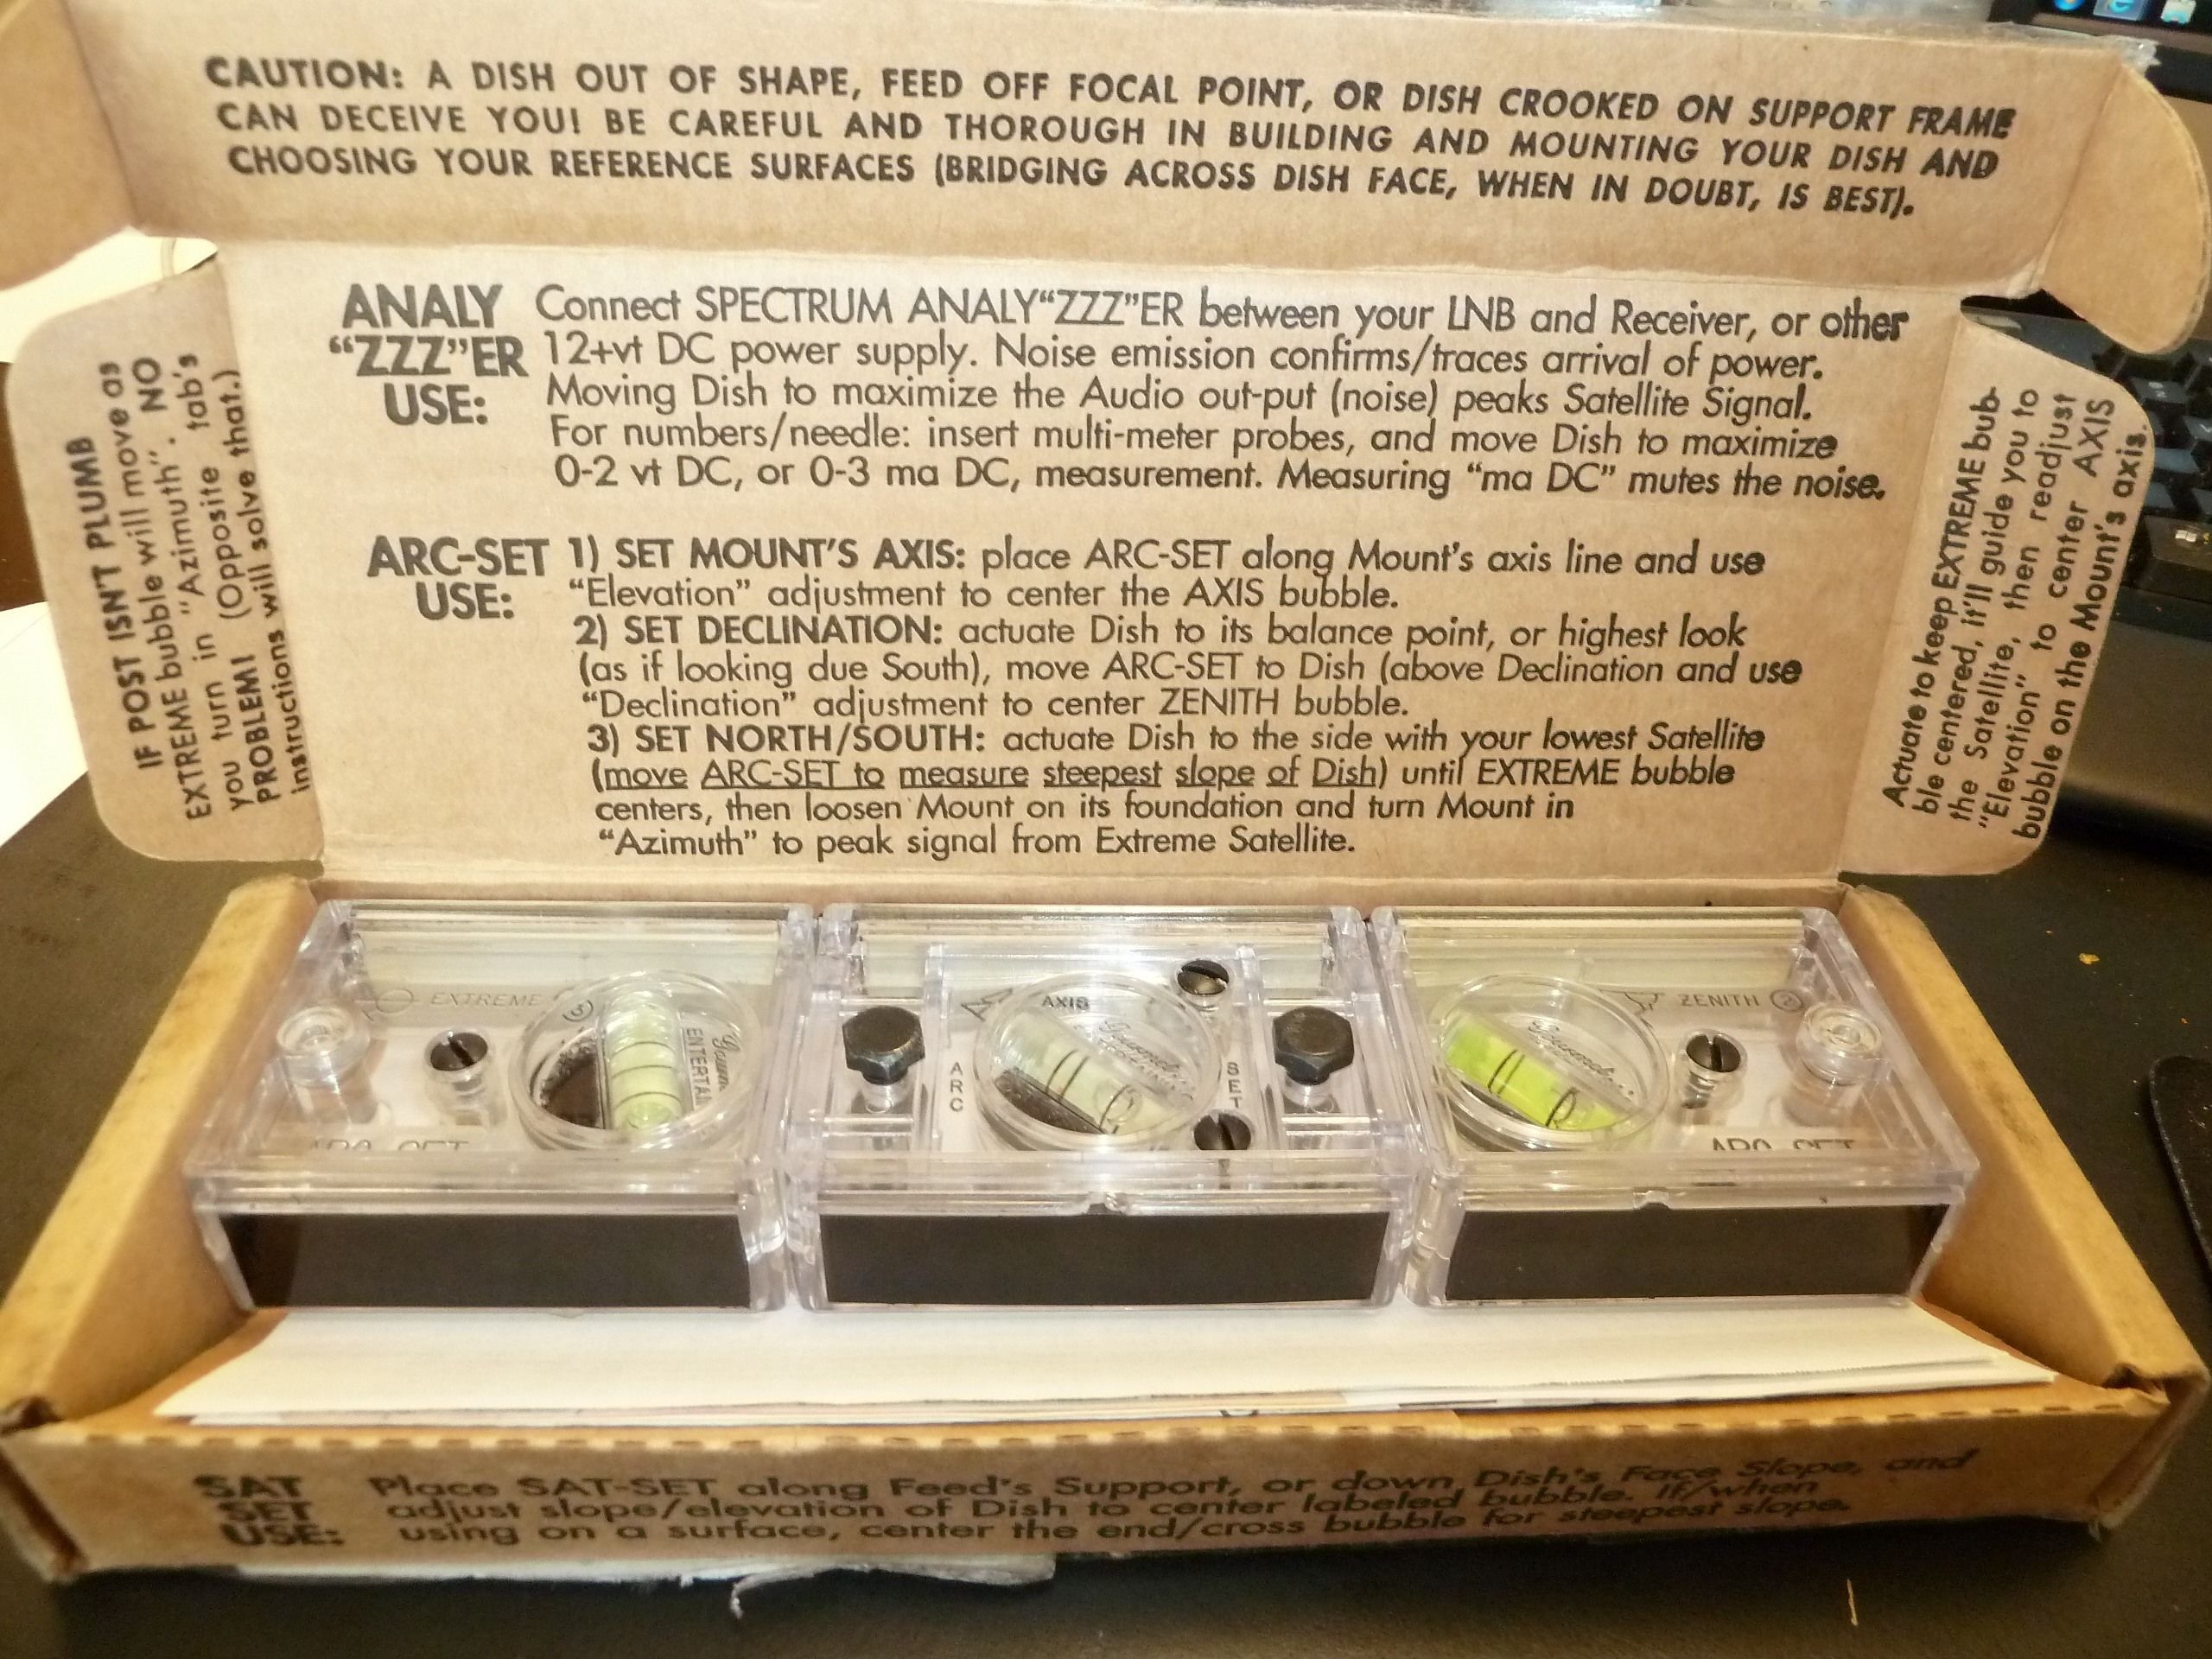 CAUTION: A DISH OUT OF SHAPE, FEED OFF FOCAL POINT, OR DISH CROOKED ON SUPPORT FRAME
CAN DECEIVE YOU! BE CAREFUL AND THOROUGH IN BUILDING AND MOUNTING YOUR DISH AND
CHOOSING YOUR REFERENCE SURFACES (BRIDGING ACROSS DISH FACE, WHEN IN DOUBT, IS BEST).
IF POST ISN'T PLUMB
EXTREME bubble will move as
you turn in "Azimuth". NO
PROBLEM! (Opposite tab's
instructions will solve that.)
ANALY
"ZZZ"ER
USE:
Connect SPECTRUM ANALY"ZZZ"ER between your LNB and Receiver, or other
12+vt DC power supply. Noise emission confirms/traces arrival of power.
Moving Dish to maximize the Audio out-put (noise) peaks Satellite Signal.
For numbers/needle: insert multi-meter probes, and move Dish to maximize
0-2 vt DC, or 0-3 ma DC, measurement. Measuring "ma DC" mutes the noise.
ARC-SET
USE:
1) SET MOUNT'S AXIS: place ARC-SET along Mount's axis line and use
"Elevation" adjustment to center the AXIS bubble.
2) SET DECLINATION: actuate Dish to its balance point, or highest look
(as if looking due South), move ARC-SET to Dish (above Declination and use
"Declination" adjustment to center ZENITH bubble.
3) SET NORTH/SOUTH: actuate Dish to the side with your lowest Satellite
(move ARC-SET to measure steepest slope of Dish) until EXTREME bubble
centers, then loosen Mount on its foundation and turn Mount in
"Azimuth" to peak signal from Extreme Satellite.
Actuate to keep EXTREME bub-
ble centered, it'll guide you to
the Satellite, then readjust
"Elevation" to center AXIS
bubble on the Mount's axis.
EXTREME 3
ENTERTAI
AXIS
ARC
SET
ZENITH 2
ARC SET
ARC SET
SAT
SET
USE:
Place SAT-SET along Feed's Support, or down Dish's Face Slope, and
adjust slope/elevation of Dish to center labeled bubble. If/when
using on a surface, center the end/cross bubble for steepest slope.